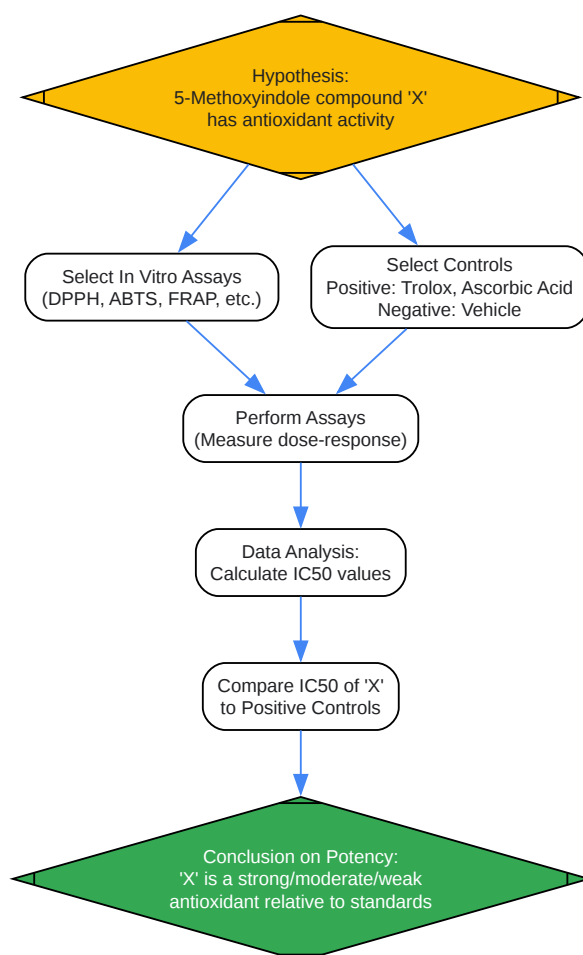 Hypothesis:
5-Methoxyindole compound 'X'
has antioxidant activity
Select In Vitro Assays
(DPPH, ABTS, FRAP, etc.)
Select Controls
Positive: Trolox, Ascorbic Acid
Negative: Vehicle
Perform Assays
(Measure dose-response)
Data Analysis:
Calculate IC50 values
Compare IC50 of 'X'
to Positive Controls
Conclusion on Potency:
'X' is a strong/moderate/weak
antioxidant relative to standards